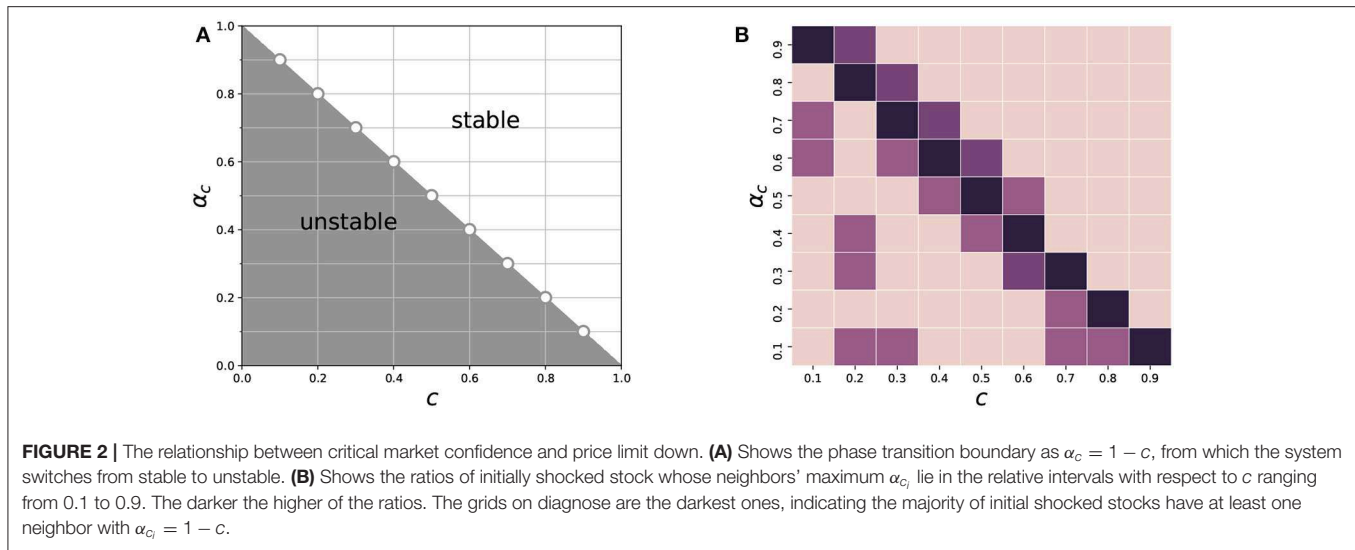 A
B
1.0
0.8
0.6
0.4
0.2
0.0
α_c
stable
unstable
0.0 0.2 0.4 0.6 0.8 1.0
c
0.9
0.8
0.7
0.6
0.5
0.4
0.3
0.2
0.1
α_c
0.1 0.2 0.3 0.4 0.5 0.6 0.7 0.8 0.9
c
FIGURE 2 | The relationship between critical market confidence and price limit down. (A) Shows the phase transition boundary as α_c = 1 − c, from which the system
switches from stable to unstable. (B) Shows the ratios of initially shocked stock whose neighbors' maximum α_{c_i} lie in the relative intervals with respect to c ranging
from 0.1 to 0.9. The darker the higher of the ratios. The grids on diagnose are the darkest ones, indicating the majority of initial shocked stocks have at least one
neighbor with α_{c_i} = 1 − c.